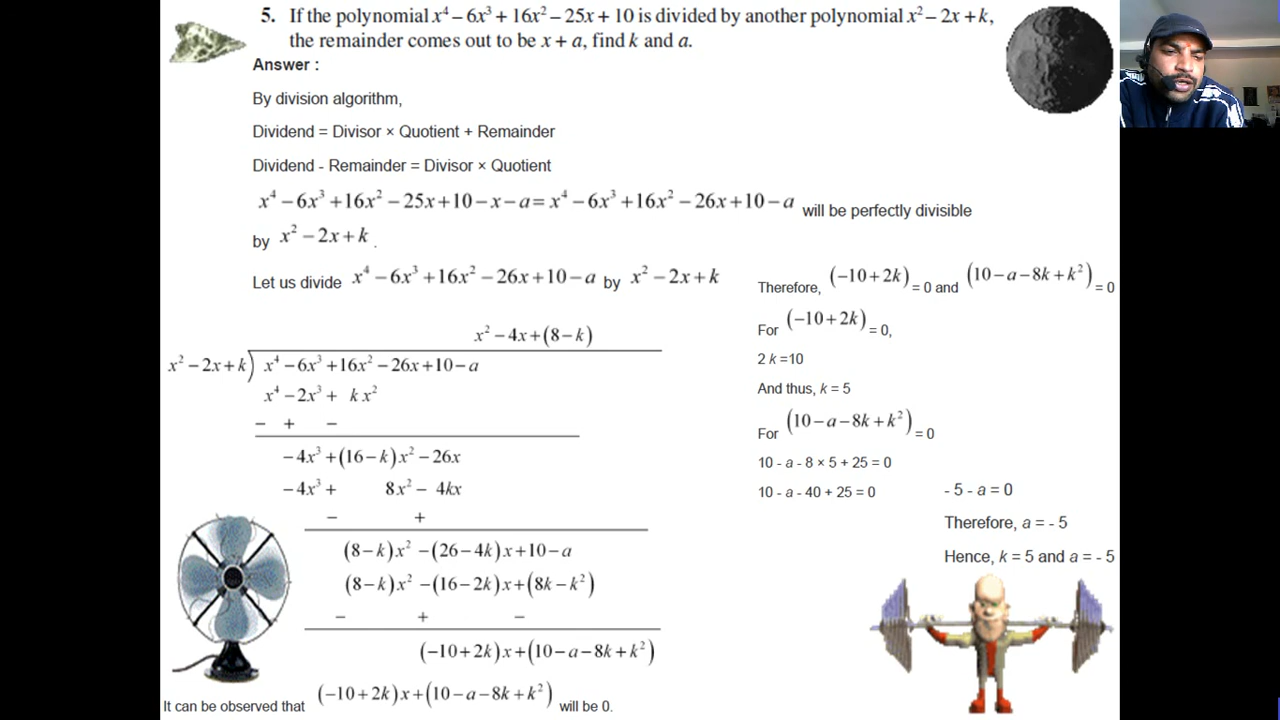 5. If the polynomial x⁴ – 6x³ + 16x² – 25x + 10 is divided by another polynomial x² – 2x + k,
the remainder comes out to be x + a, find k and a.
Answer :
By division algorithm,
Dividend = Divisor × Quotient + Remainder
Dividend - Remainder = Divisor × Quotient
x⁴ − 6x³ + 16x² − 25x + 10 − x − a = x⁴ − 6x³ + 16x² − 26x + 10 − a will be perfectly divisible
by x² − 2x + k .
Let us divide x⁴ − 6x³ + 16x² − 26x + 10 − a by x² − 2x + k
x² − 4x + (8 − k)
x² − 2x + k ) x⁴ − 6x³ + 16x² − 26x + 10 − a
x⁴ − 2x³ + kx²
− + −
−4x³ + (16 − k)x² − 26x
−4x³ + 8x² − 4kx
− +
(8 − k)x² − (26 − 4k)x + 10 − a
(8 − k)x² − (16 − 2k)x + (8k − k²)
− + −
(−10 + 2k)x + (10 − a − 8k + k²)
It can be observed that (−10 + 2k)x + (10 − a − 8k + k²) will be 0.
Therefore, (−10 + 2k) = 0 and (10 − a − 8k + k²) = 0
For (−10 + 2k) = 0,
2 k =10
And thus, k = 5
For (10 − a − 8k + k²) = 0
10 - a - 8 × 5 + 25 = 0
10 - a - 40 + 25 = 0
- 5 - a = 0
Therefore, a = - 5
Hence, k = 5 and a = - 5